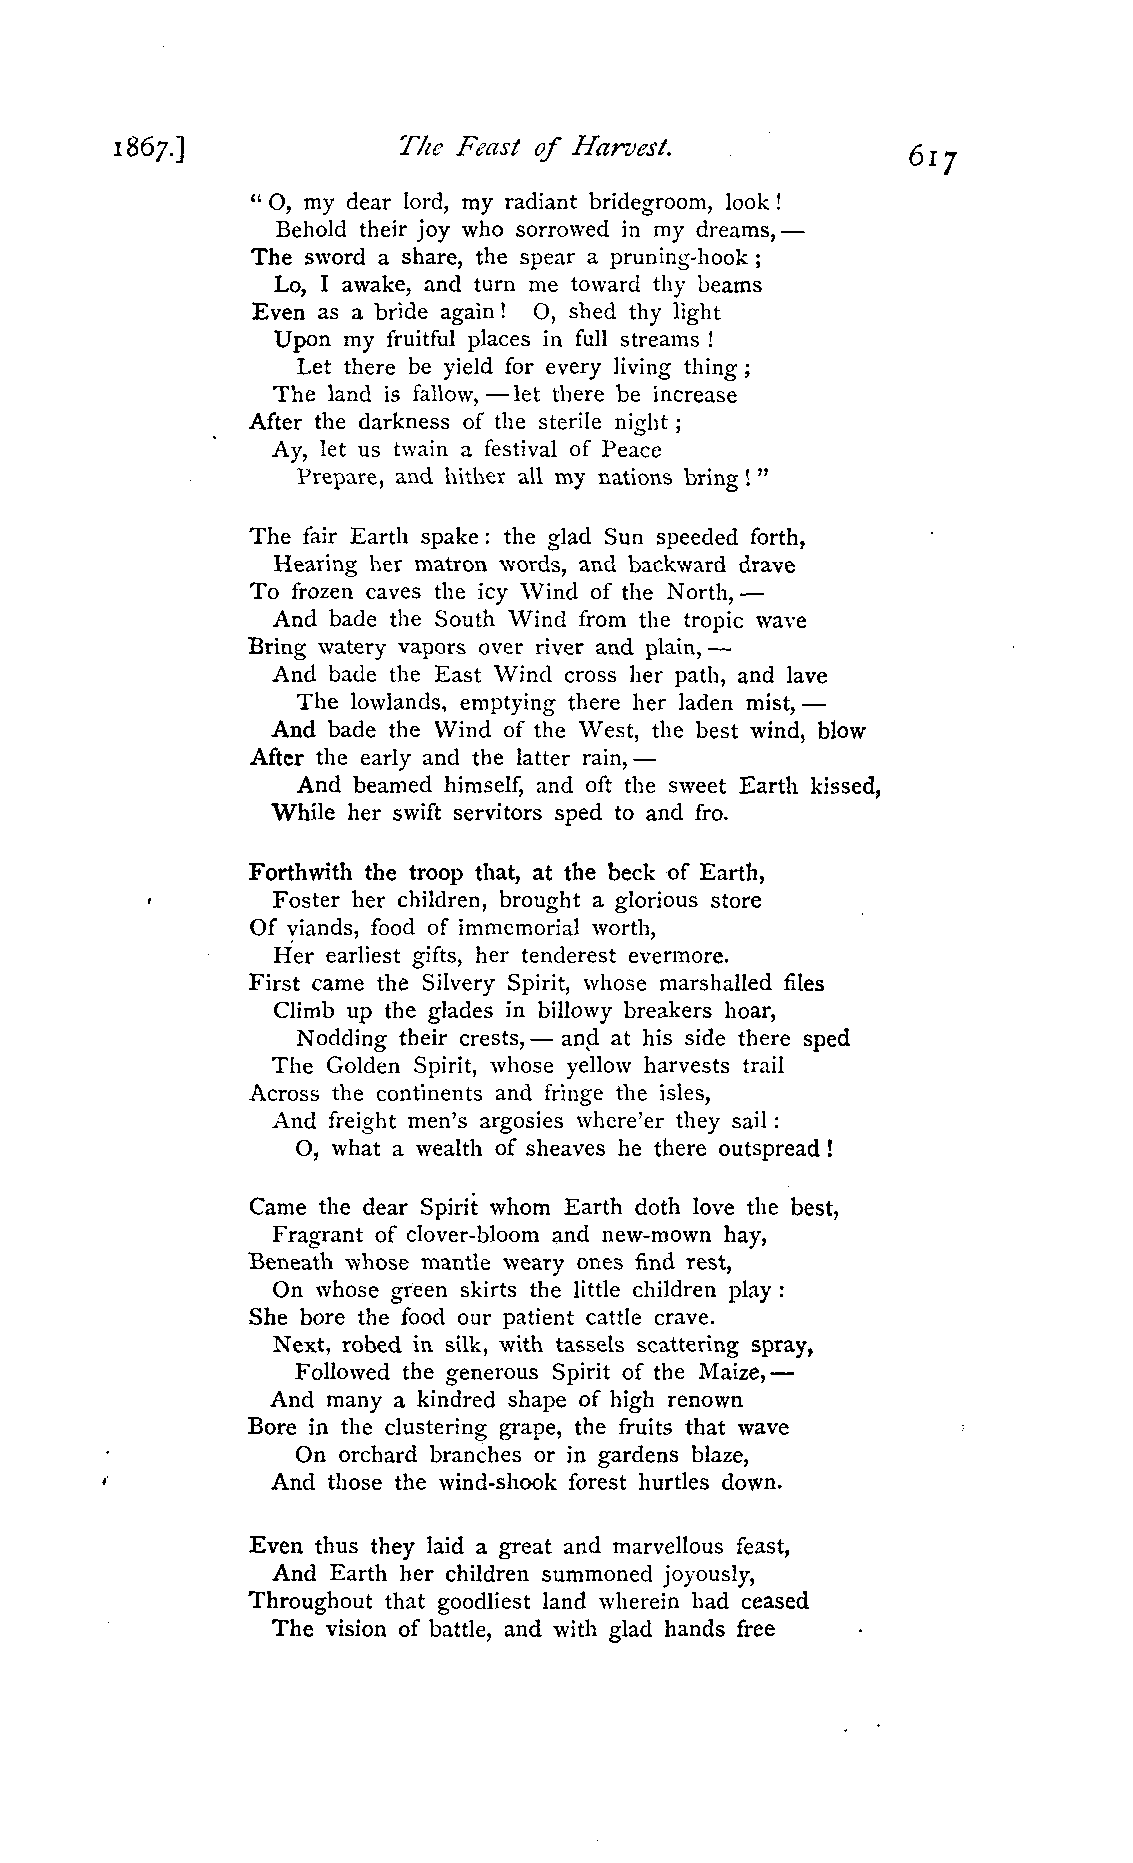 1867.] The Feast of Harvest. 617
“ O, my dear lord, my radiant bridegroom, look !
Behold their joy who sorrowed in my dreams, —
The sword a share, the spear a pruning-hook ;
Lo, I awake, and turn me toward thy beams
Even as a bride again ! O, shed thy light
Upon my fruitful places in full streams !
Let there be yield for every living thing ;
The land is fallow, — let there be increase
After the darkness of the sterile night ;
Ay, let us twain a festival of Peace
Prepare, and hither all my nations bring ! ”
The fair Earth spake : the glad Sun speeded forth,
Hearing her matron words, and backward drave
To frozen caves the icy Wind of the North, —
And bade the South Wind from the tropic wave
Bring watery vapors over river and plain, —
And bade the East Wind cross her path, and lave
The lowlands, emptying there her laden mist, —
And bade the Wind of the West, the best wind, blow
After the early and the latter rain, —
And beamed himself, and oft the sweet Earth kissed,
While her swift servitors sped to and fro.
Forthwith the troop that, at the beck of Earth,
Foster her children, brought a glorious store
Of viands, food of immemorial worth,
Her earliest gifts, her tenderest evermore.
First came the Silvery Spirit, whose marshalled files
Climb up the glades in billowy breakers hoar,
Nodding their crests, — and at his side there sped
The Golden Spirit, whose yellow harvests trail
Across the continents and fringe the isles,
And freight men's argosies where'er they sail :
O, what a wealth of sheaves he there outspread !
Came the dear Spirit whom Earth doth love the best,
Fragrant of clover-bloom and new-mown hay,
Beneath whose mantle weary ones find rest,
On whose green skirts the little children play :
She bore the food our patient cattle crave.
Next, robed in silk, with tassels scattering spray,
Followed the generous Spirit of the Maize, —
And many a kindred shape of high renown
Bore in the clustering grape, the fruits that wave
On orchard branches or in gardens blaze,
And those the wind-shook forest hurtles down.
Even thus they laid a great and marvellous feast,
And Earth her children summoned joyously,
Throughout that goodliest land wherein had ceased
The vision of battle, and with glad hands free